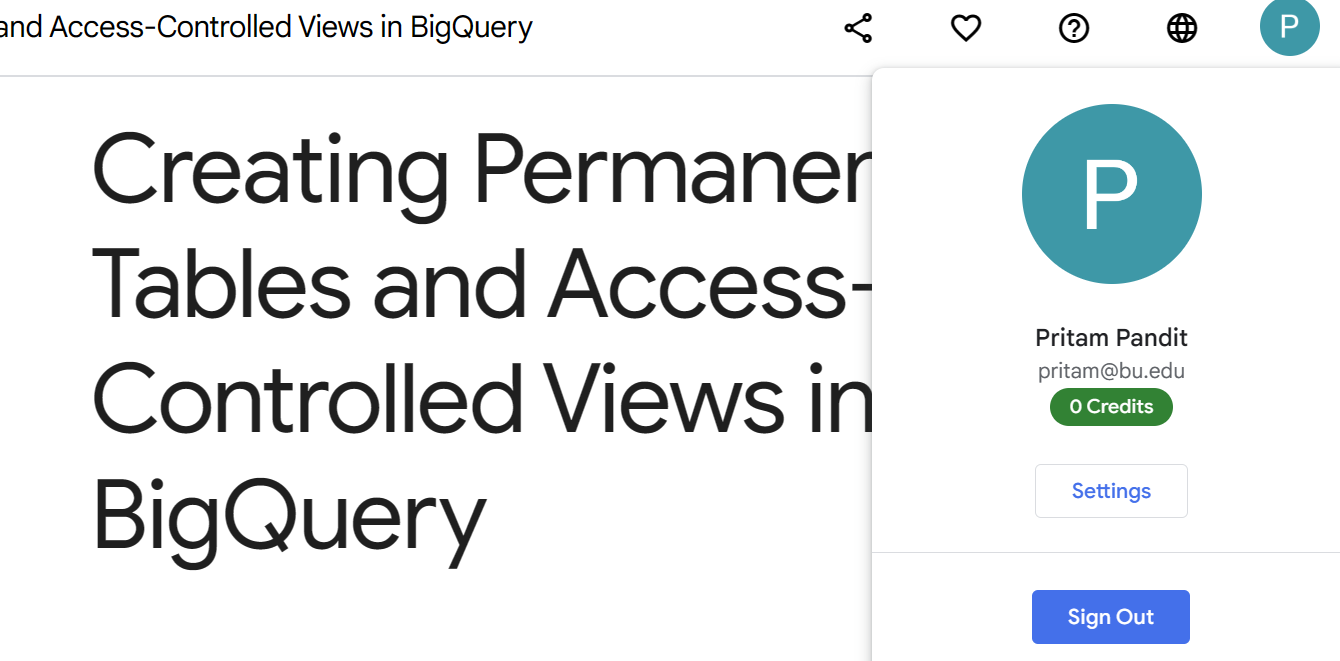 and Access-Controlled Views in BigQuery
P
Creating Permanen
Tables and Access-
Controlled Views in
BigQuery
P
Pritam Pandit
pritam@bu.edu
0 Credits
Settings
Sign Out